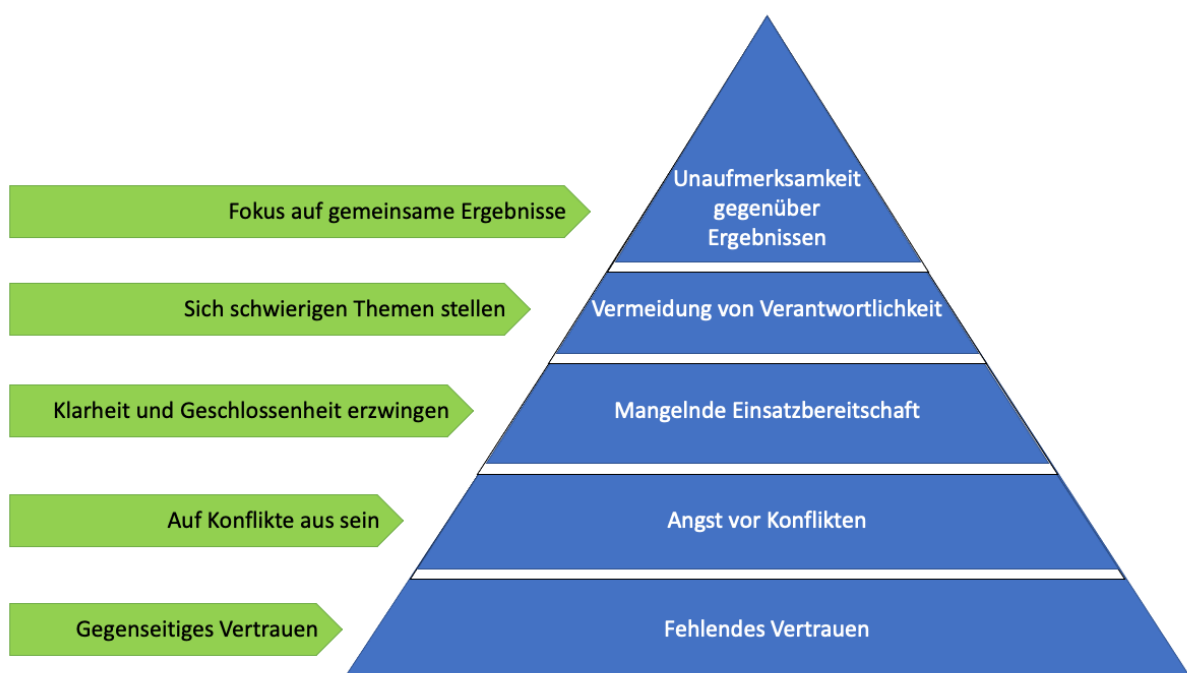 Fokus auf gemeinsame Ergebnisse
Unaufmerksamkeit
gegenüber
Ergebnissen
Sich schwierigen Themen stellen
Vermeidung von Verantwortlichkeit
Klarheit und Geschlossenheit erzwingen
Mangelnde Einsatzbereitschaft
Auf Konflikte aus sein
Angst vor Konflikten
Gegenseitiges Vertrauen
Fehlendes Vertrauen